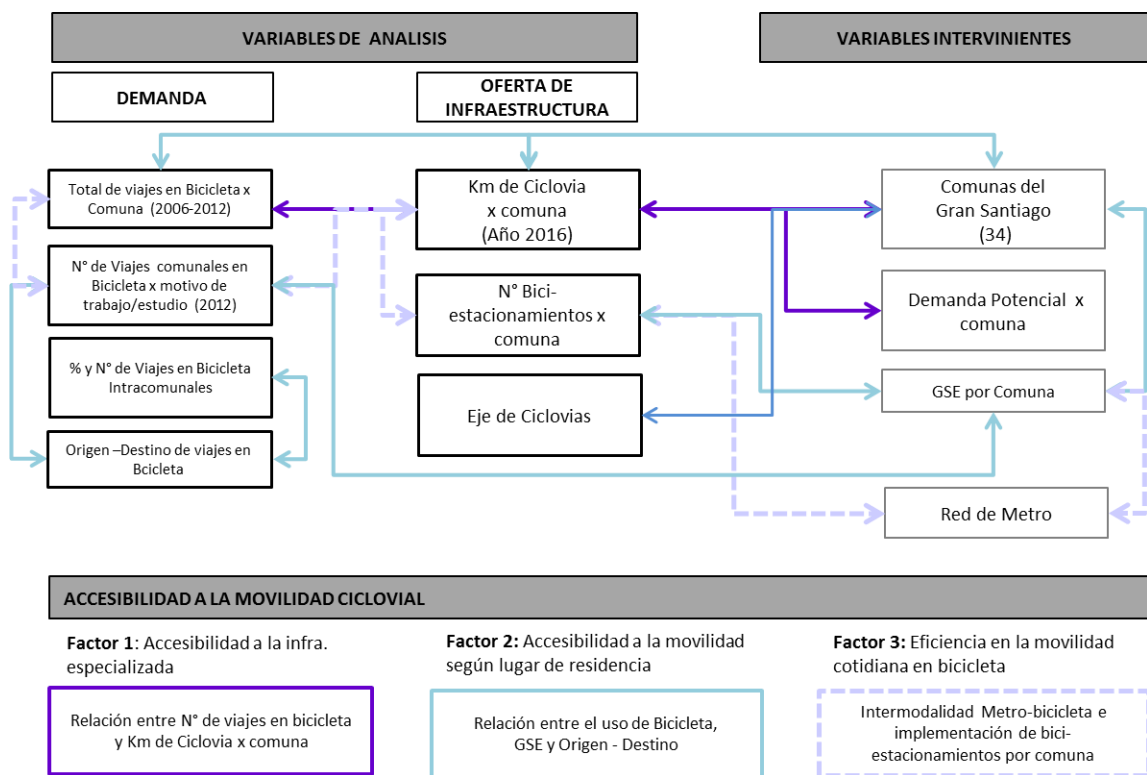 VARIABLES DE ANALISIS
VARIABLES INTERVINIENTES
DEMANDA
OFERTA DE
INFRAESTRUCTURA
Total de viajes en Bicicleta x
Comuna (2006-2012)
Km de Ciclovia
x comuna
(Año 2016)
Comunas del
Gran Santiago
(34)
N° de Viajes comunales en
Bicicleta x motivo de
trabajo/estudio (2012)
N° Bici-
estacionamientos x
comuna
Demanda Potencial x
comuna
% y N° de Viajes en Bicicleta
Intracomunales
Eje de Ciclovias
GSE por Comuna
Origen –Destino de viajes en
Bcicleta
Red de Metro
ACCESIBILIDAD A LA MOVILIDAD CICLOVIAL
Factor 1: Accesibilidad a la infra.
especializada
Relación entre N° de viajes en bicicleta
y Km de Ciclovia x comuna
Factor 2: Accesibilidad a la movilidad
según lugar de residencia
Relación entre el uso de Bicicleta,
GSE y Origen - Destino
Factor 3: Eficiencia en la movilidad
cotidiana en bicicleta
Intermodalidad Metro-bicicleta e
implementación de bici-
estacionamientos por comuna